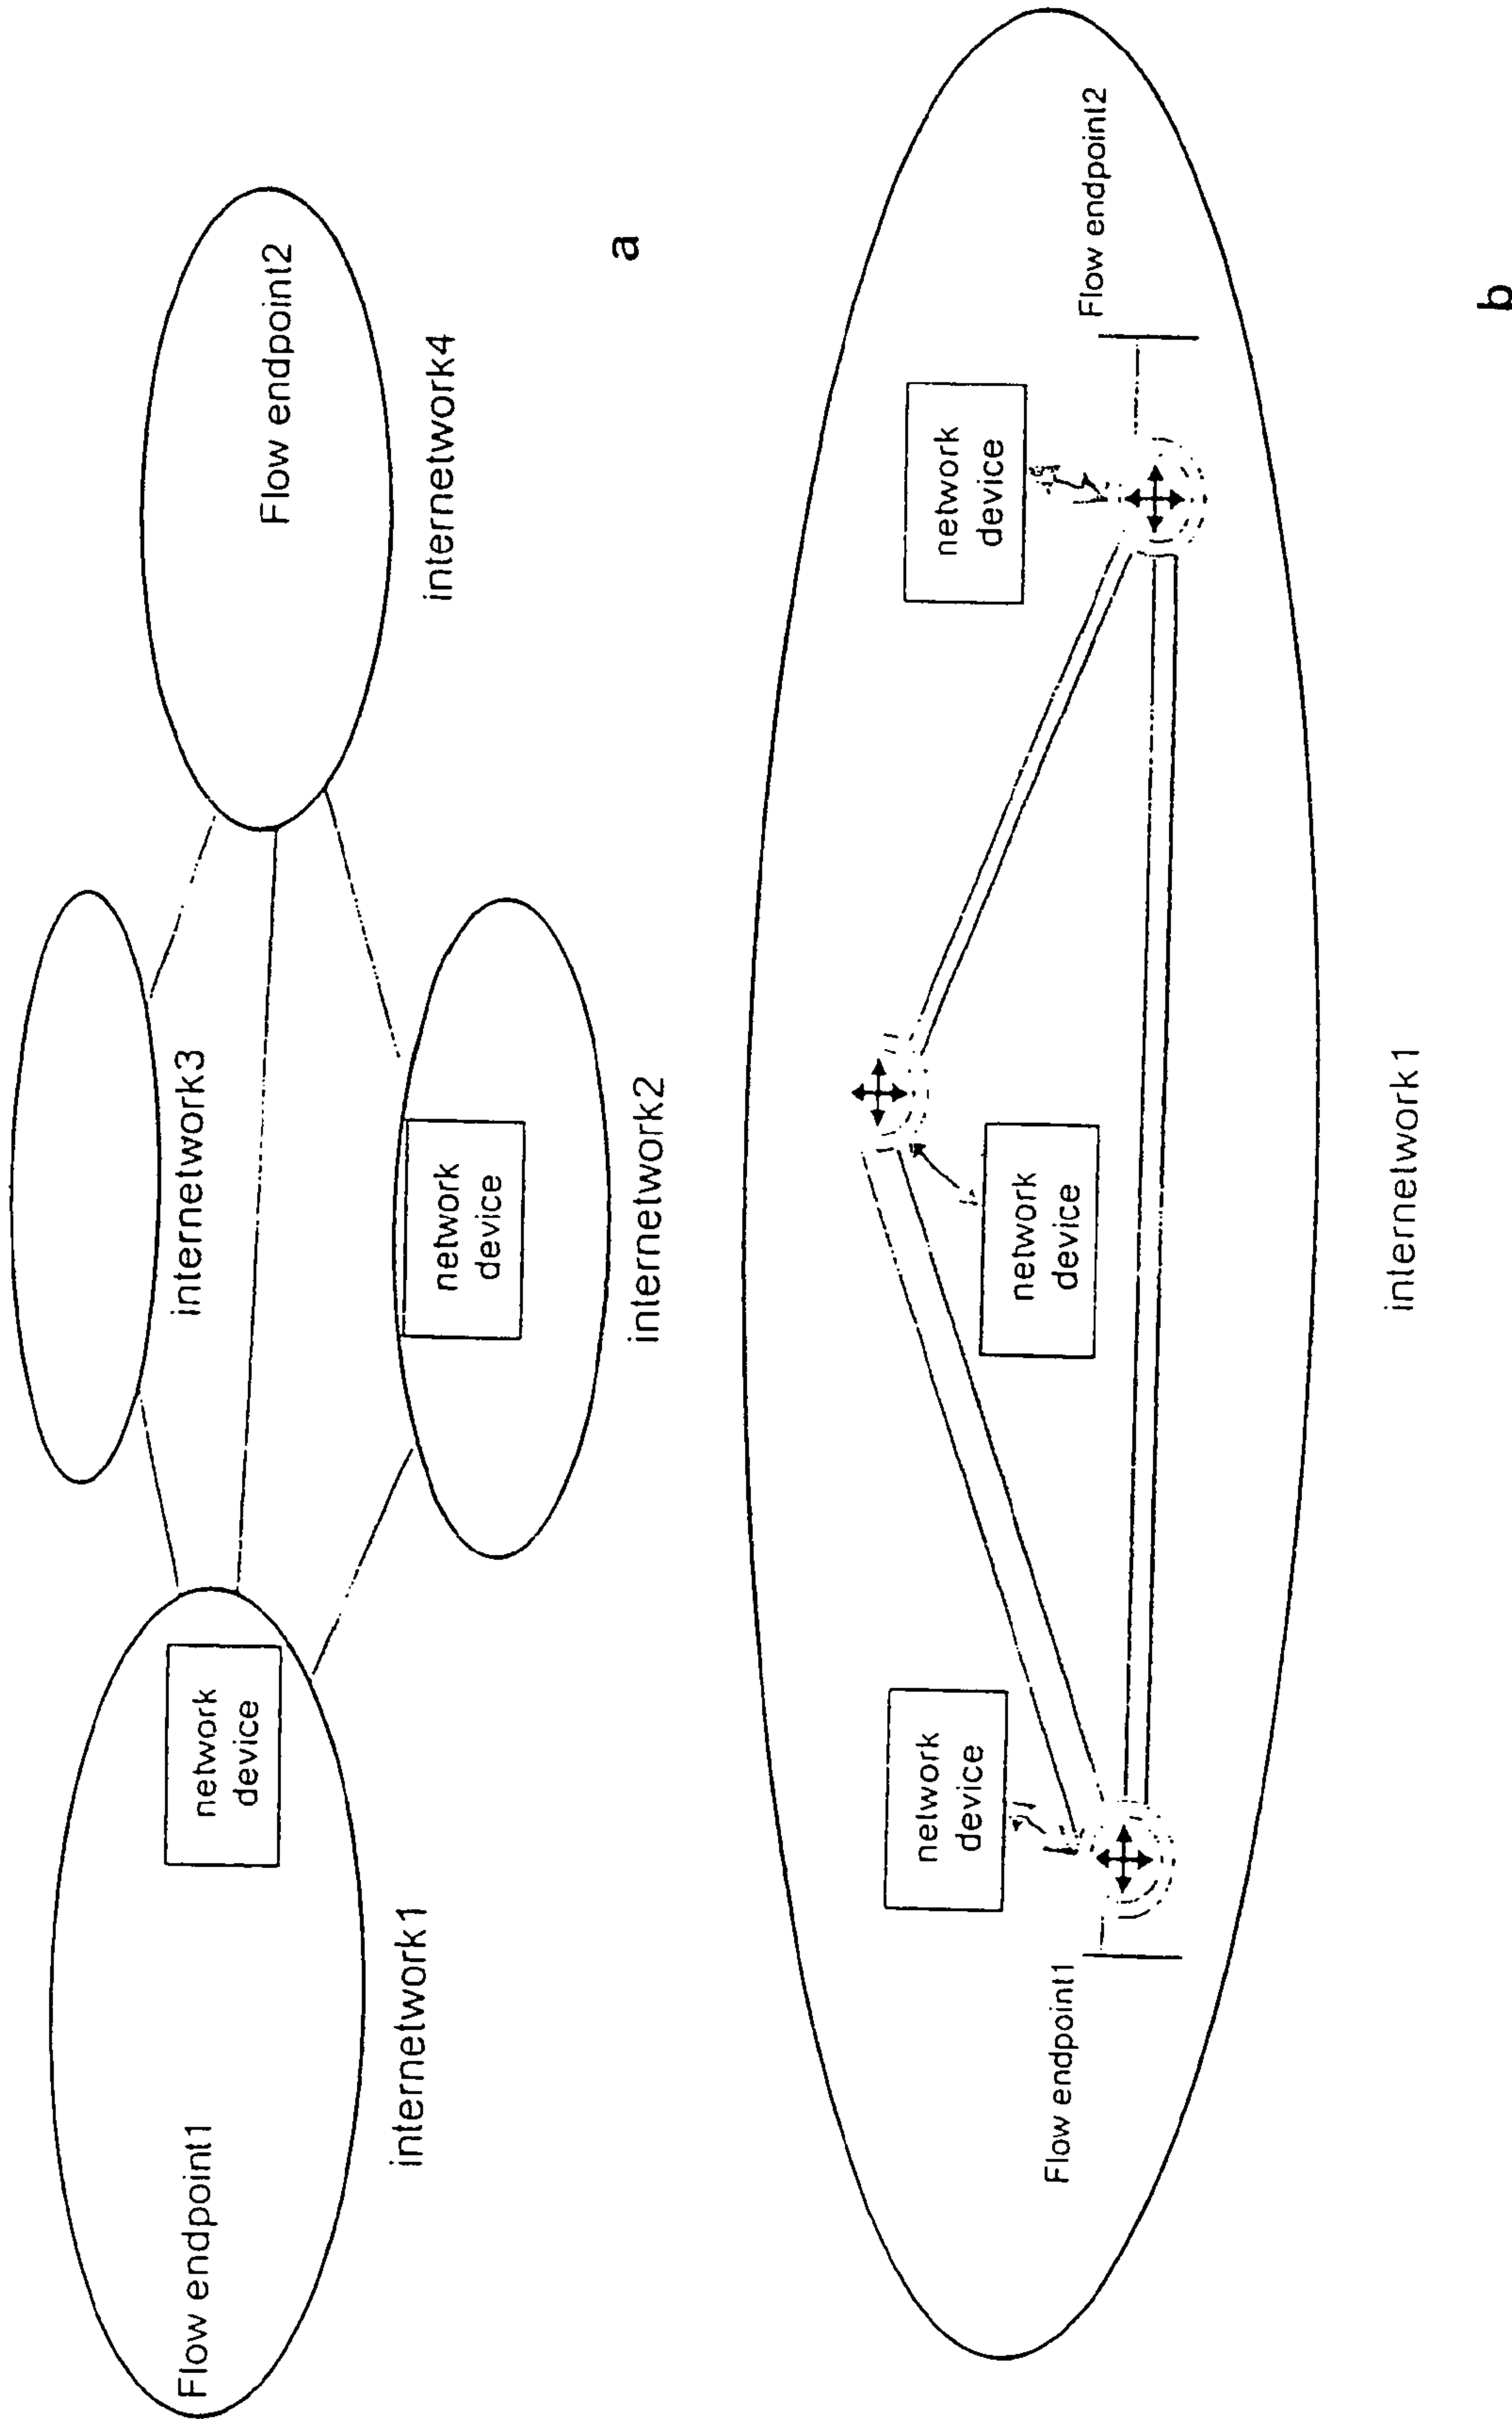 internetwork3
Flow endpoint1
network
device
Flow endpoint2
internetwork1
network
device
internetwork4
internetwork2
a
network
device
network
device
network
device
Flow endpoint1
Flow endpoint2
internetwork1
b